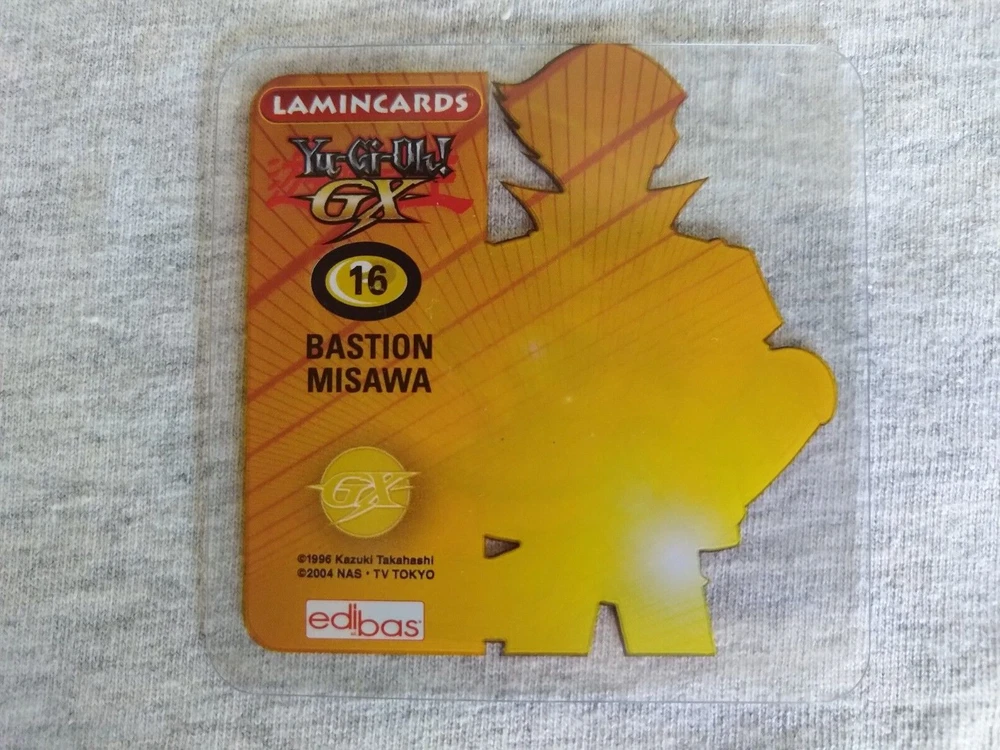 LAMINCARDS
Yu-Gi-Oh!
GX
16
BASTION
MISAWA
GX
©1996 Kazuki Takahashi
©2004 NAS • TV TOKYO
edibas